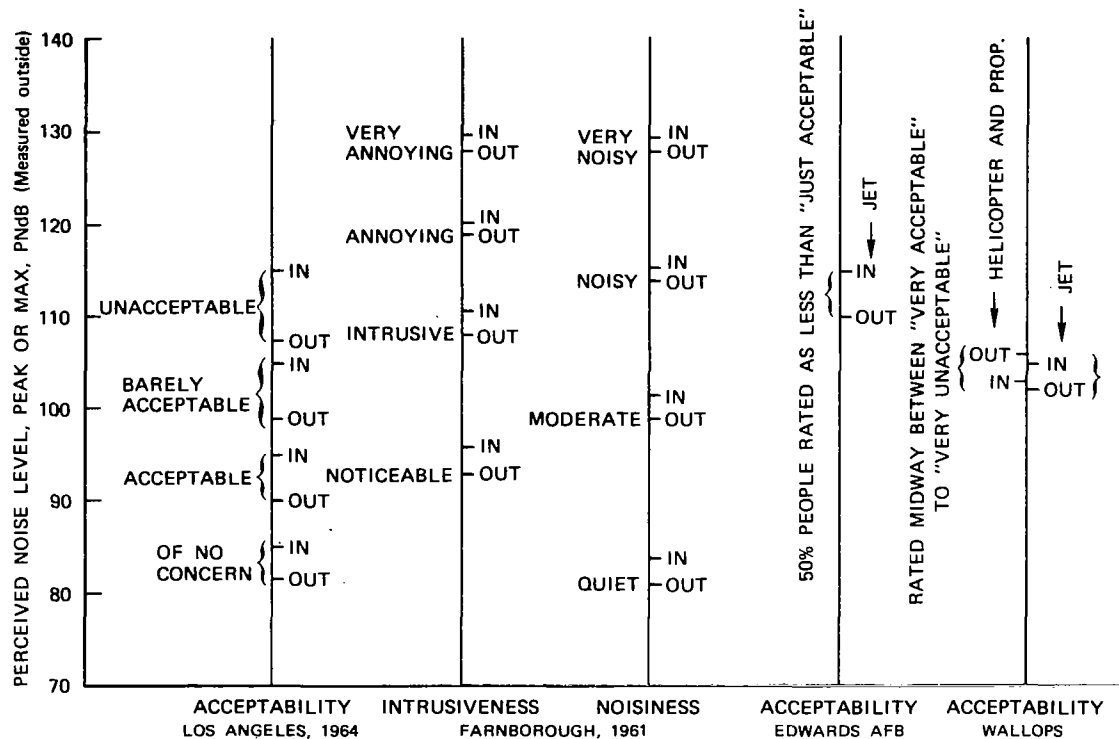 PERCEIVED NOISE LEVEL, PEAK OR MAX, PNdB (Measured outside)
140
130
120
110
100
90
80
70
UNACCEPTABLE
IN
OUT
BARELY
ACCEPTABLE
IN
OUT
ACCEPTABLE
IN
OUT
OF NO
CONCERN
IN
OUT
ACCEPTABILITY
LOS ANGELES, 1964
VERY
ANNOYING
IN
OUT
ANNOYING
IN
OUT
INTRUSIVE
IN
OUT
NOTICEABLE
IN
OUT
INTRUSIVENESS
VERY
NOISY
IN
OUT
NOISY
IN
OUT
MODERATE
IN
OUT
QUIET
IN
OUT
NOISINESS
FARNBOROUGH, 1961
50% PEOPLE RATED AS LESS THAN "JUST ACCEPTABLE"
JET
IN
OUT
ACCEPTABILITY
EDWARDS AFB
RATED MIDWAY BETWEEN "VERY ACCEPTABLE"
TO "VERY UNACCEPTABLE"
HELICOPTER AND PROP.
OUT
IN
JET
IN
OUT
ACCEPTABILITY
WALLOPS